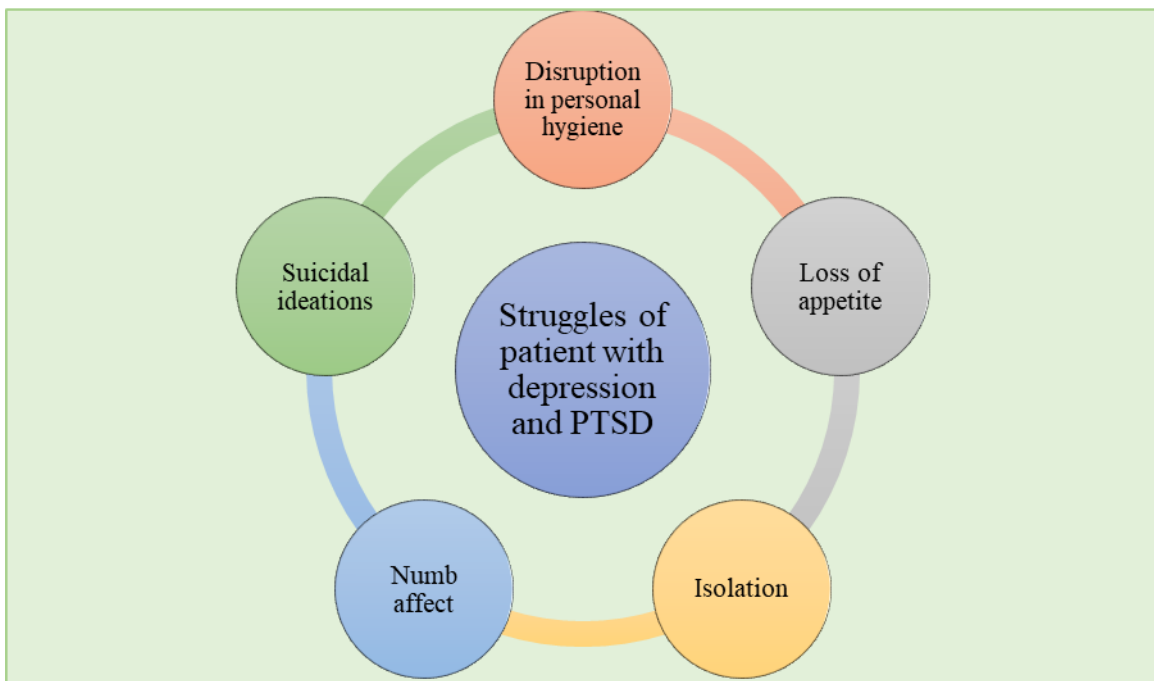 Disruption
in personal
hygiene
Loss of
appetite
Isolation
Numb
affect
Suicidal
ideations
Struggles of
patient with
depression
and PTSD